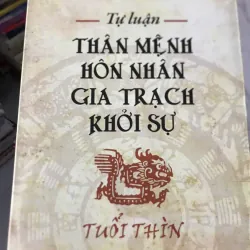 Tự luận
THÂN MỆNH
HÔN NHÂN
GIA TRẠCH
KHỞI SỰ
TUỔI THÌN